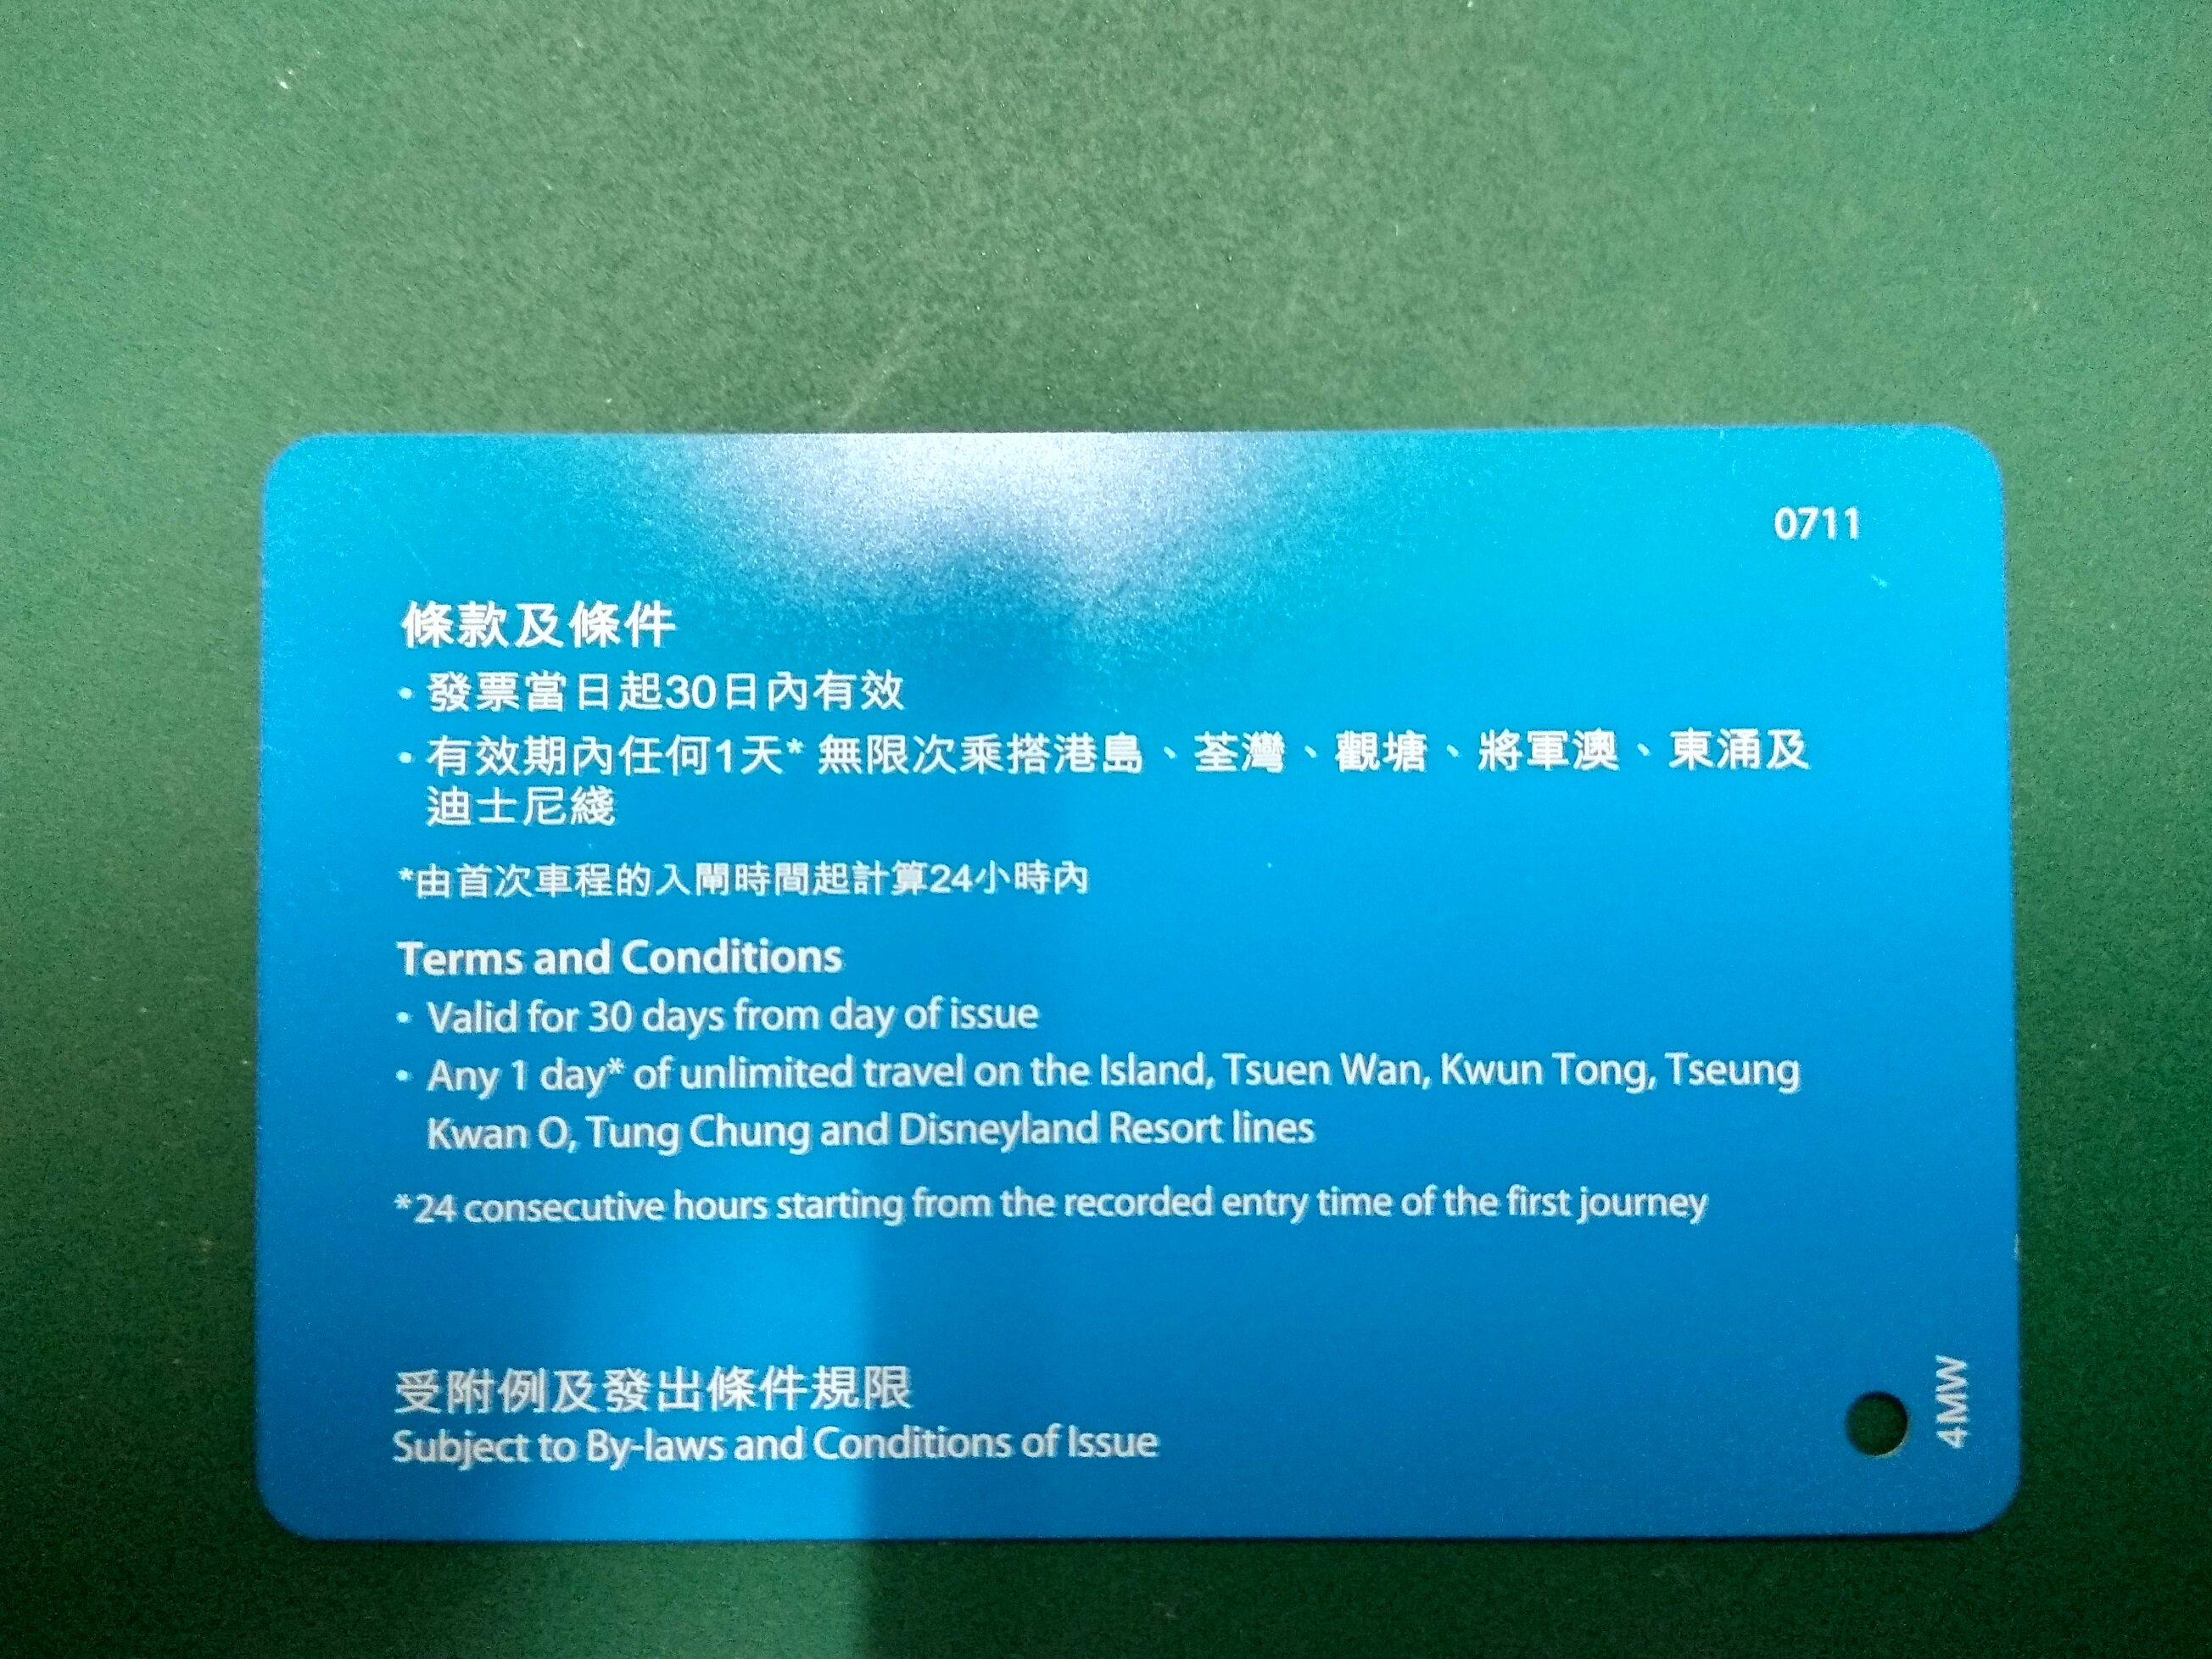 0711
條款及條件
• 發票當日起30日內有效
• 有效期內任何1天* 無限次乘搭港島、荃灣、觀塘、將軍澳、東涌及
迪士尼綫
*由首次車程的入閘時間起計算24小時內
Terms and Conditions
• Valid for 30 days from day of issue
• Any 1 day* of unlimited travel on the Island, Tsuen Wan, Kwun Tong, Tseung
Kwan O, Tung Chung and Disneyland Resort lines
*24 consecutive hours starting from the recorded entry time of the first journey
受附例及發出條件規限
Subject to By-laws and Conditions of Issue
4MW